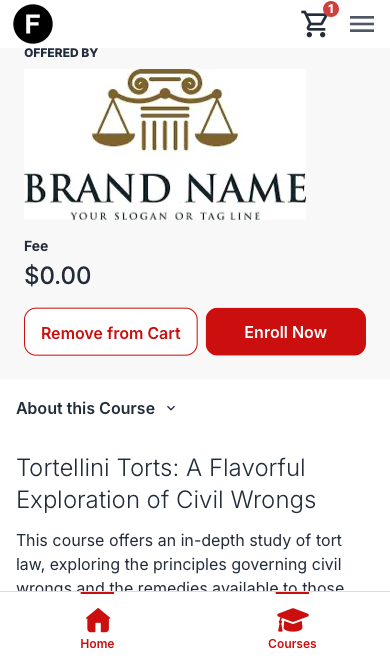 F
1
OFFERED BY
BRAND NAME
YOUR SLOGAN OR TAG LINE
Fee
$0.00
Remove from Cart
Enroll Now
About this Course
Tortellini Torts: A Flavorful
Exploration of Civil Wrongs
This course offers an in-depth study of tort
law, exploring the principles governing civil
wrongs and the remedies available to those
Home
Courses